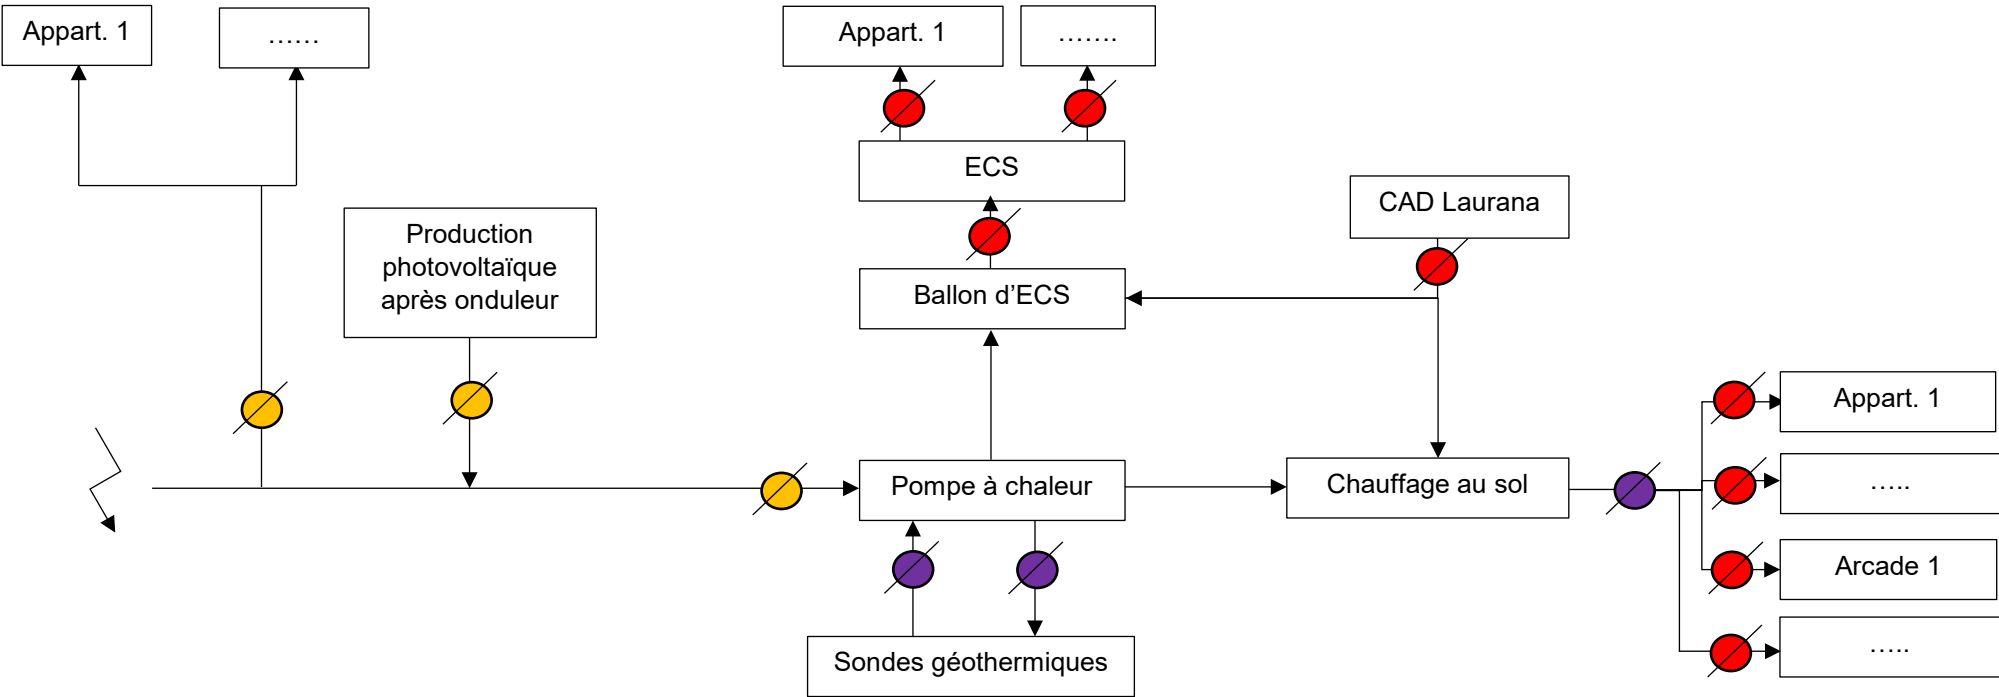 Appart. 1
……
Appart. 1
…….
ECS
CAD Laurana
Production
photovoltaïque
après onduleur
Ballon d’ECS
Appart. 1
Pompe à chaleur
Chauffage au sol
…..
Arcade 1
Sondes géothermiques
…..